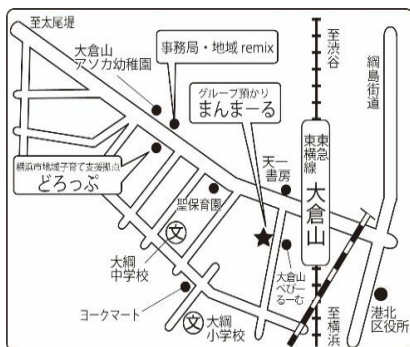 至太尾堤
大倉山
アソカ幼稚園
事務局・地域 remix
グループ預かり
まんまーる
至渋谷
綱島街道
東急
東横線
大倉山
横浜市地域子育て支援拠点
どろっぷ
天一
書房
聖保育園
文
大綱
中学校
大倉山
べびー
るーむ
ヨークマート
文
大綱
小学校
至横浜
港北
区役所